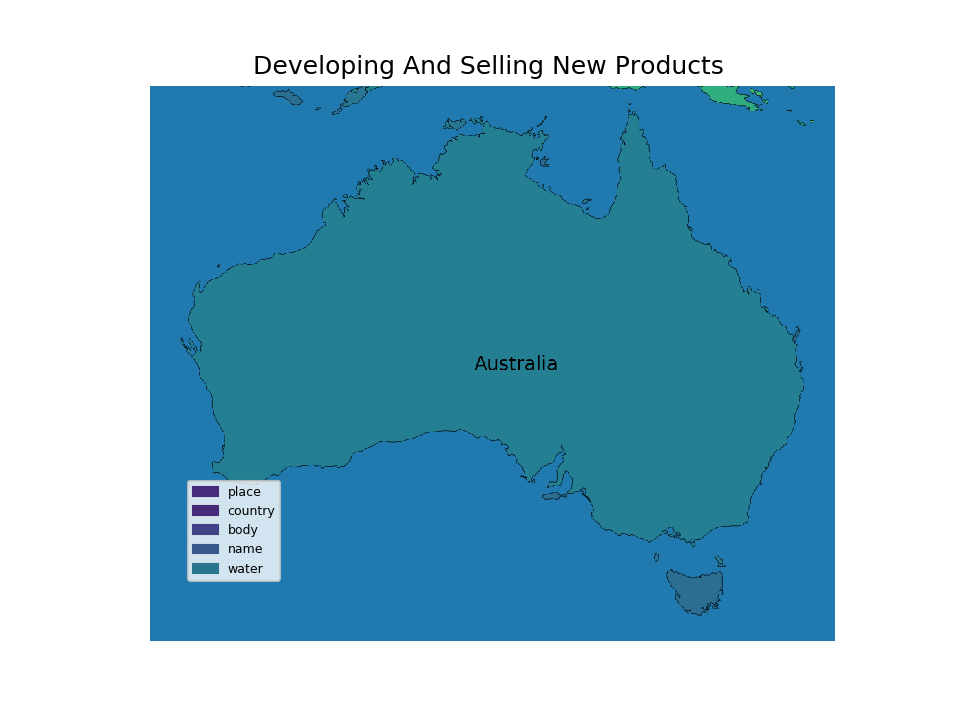 Developing And Selling New Products
Australia
place
country
body
name
water